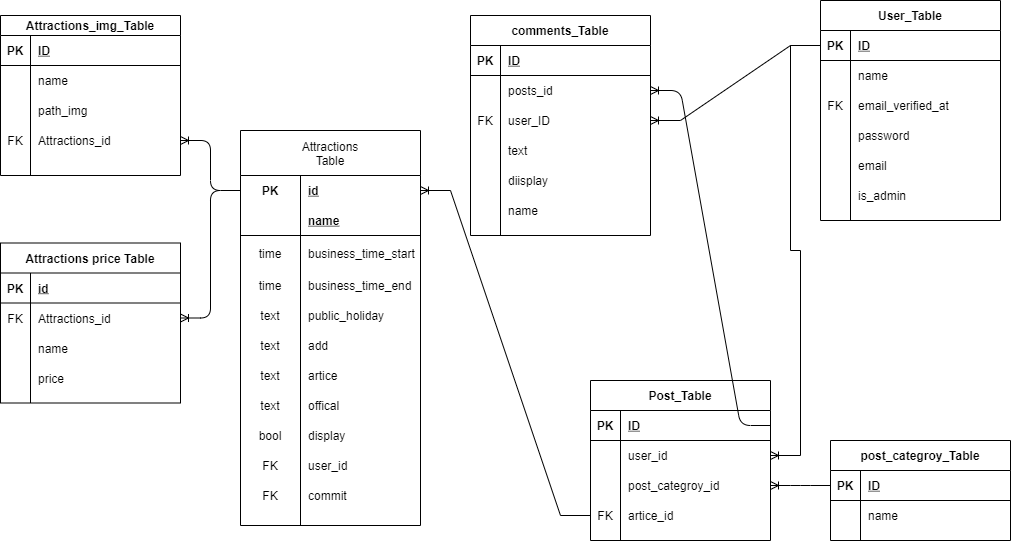 Attractions_img_Table
PK ID
name
path_img
FK Attractions_id
Attractions price Table
PK id
FK Attractions_id
name
price
Attractions
Table
PK id
name
time business_time_start
time business_time_end
text public_holiday
text add
text artice
text offical
bool display
FK user_id
FK commit
comments_Table
PK ID
posts_id
FK user_ID
text
diisplay
name
User_Table
PK ID
name
FK email_verified_at
password
email
is_admin
Post_Table
PK ID
user_id
post_categroy_id
FK artice_id
post_categroy_Table
PK ID
name